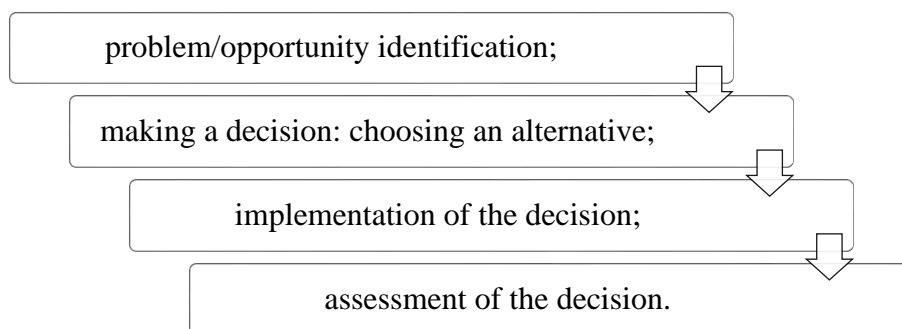 problem/opportunity identification;
making a decision: choosing an alternative;
implementation of the decision;
assessment of the decision.